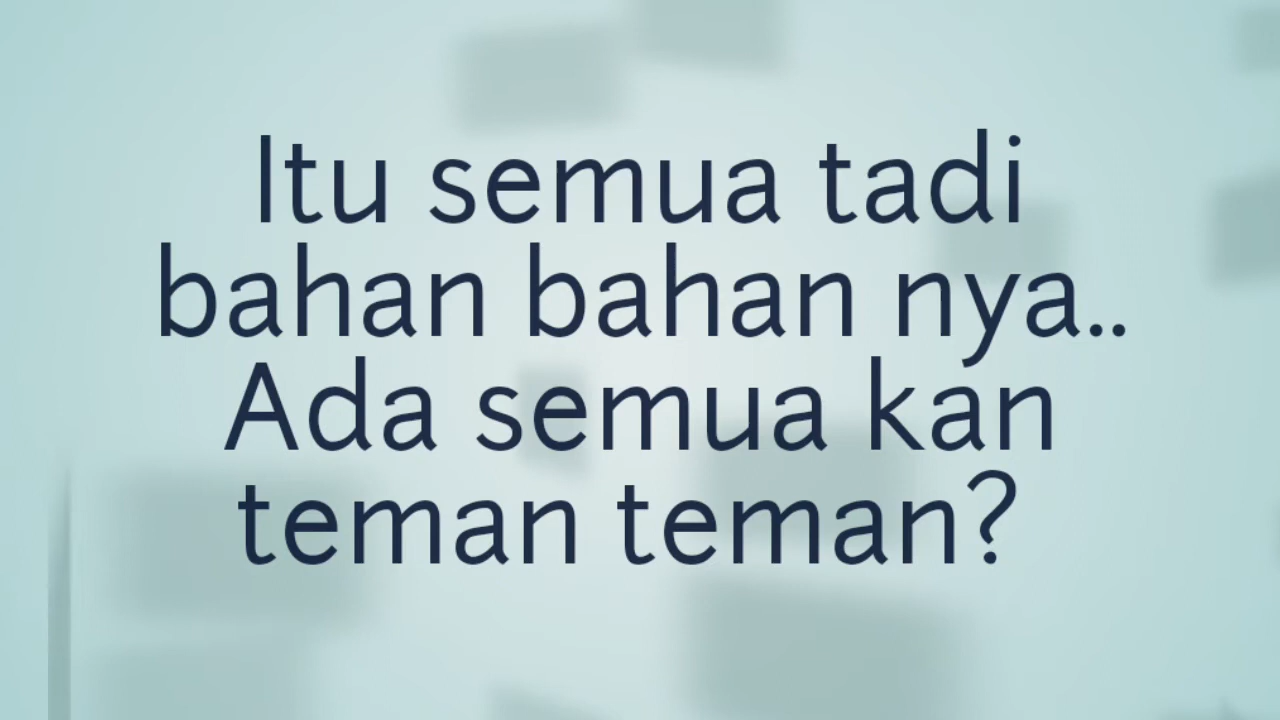 Itu semua tadi
bahan bahan nya..
Ada semua kan
teman teman?